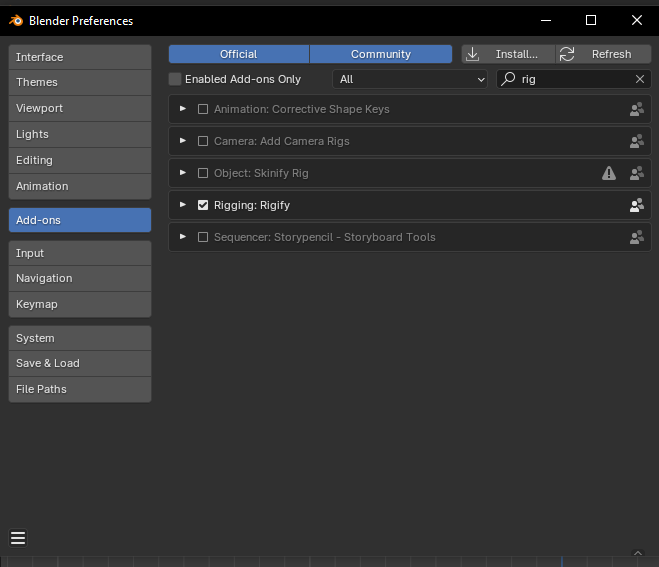 Blender Preferences
Interface
Themes
Viewport
Lights
Editing
Animation
Add-ons
Input
Navigation
Keymap
System
Save & Load
File Paths
Official Community Install... Refresh
Enabled Add-ons Only All rig
Animation: Corrective Shape Keys
Camera: Add Camera Rigs
Object: Skinify Rig
Rigging: Rigify
Sequencer: Storypencil - Storyboard Tools